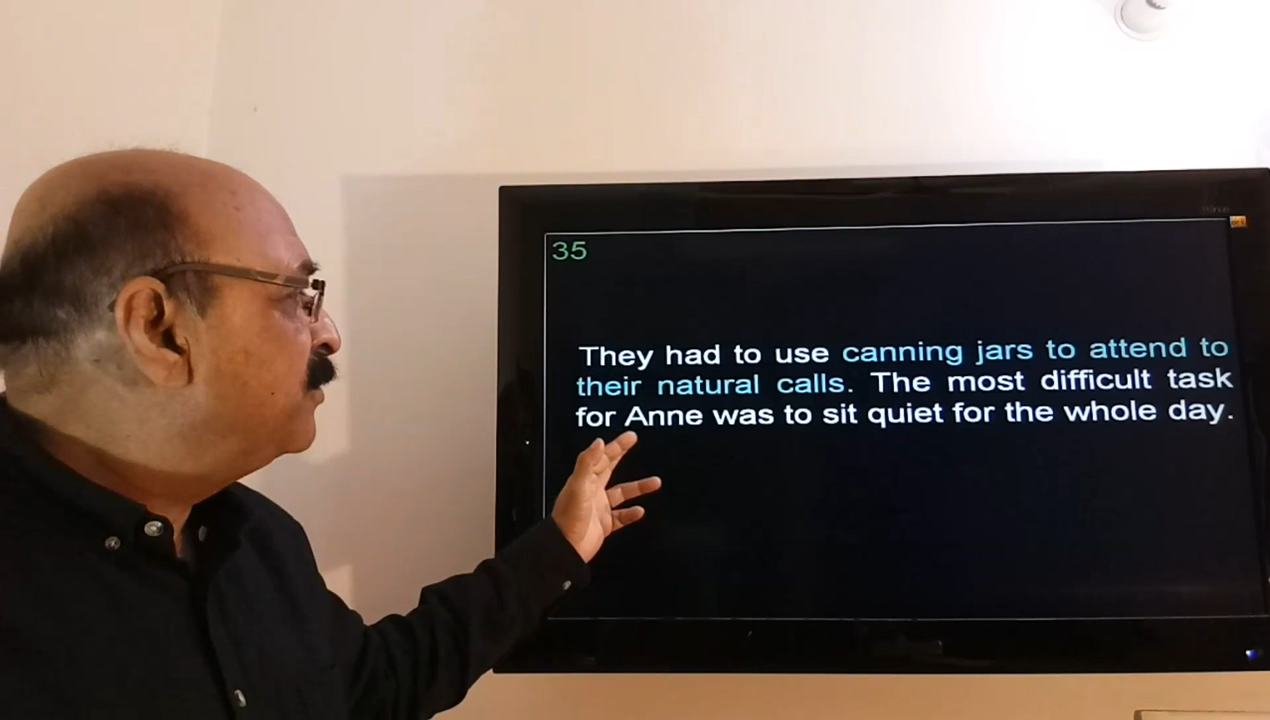 35
They had to use canning jars to attend to
their natural calls. The most difficult task
for Anne was to sit quiet for the whole day.